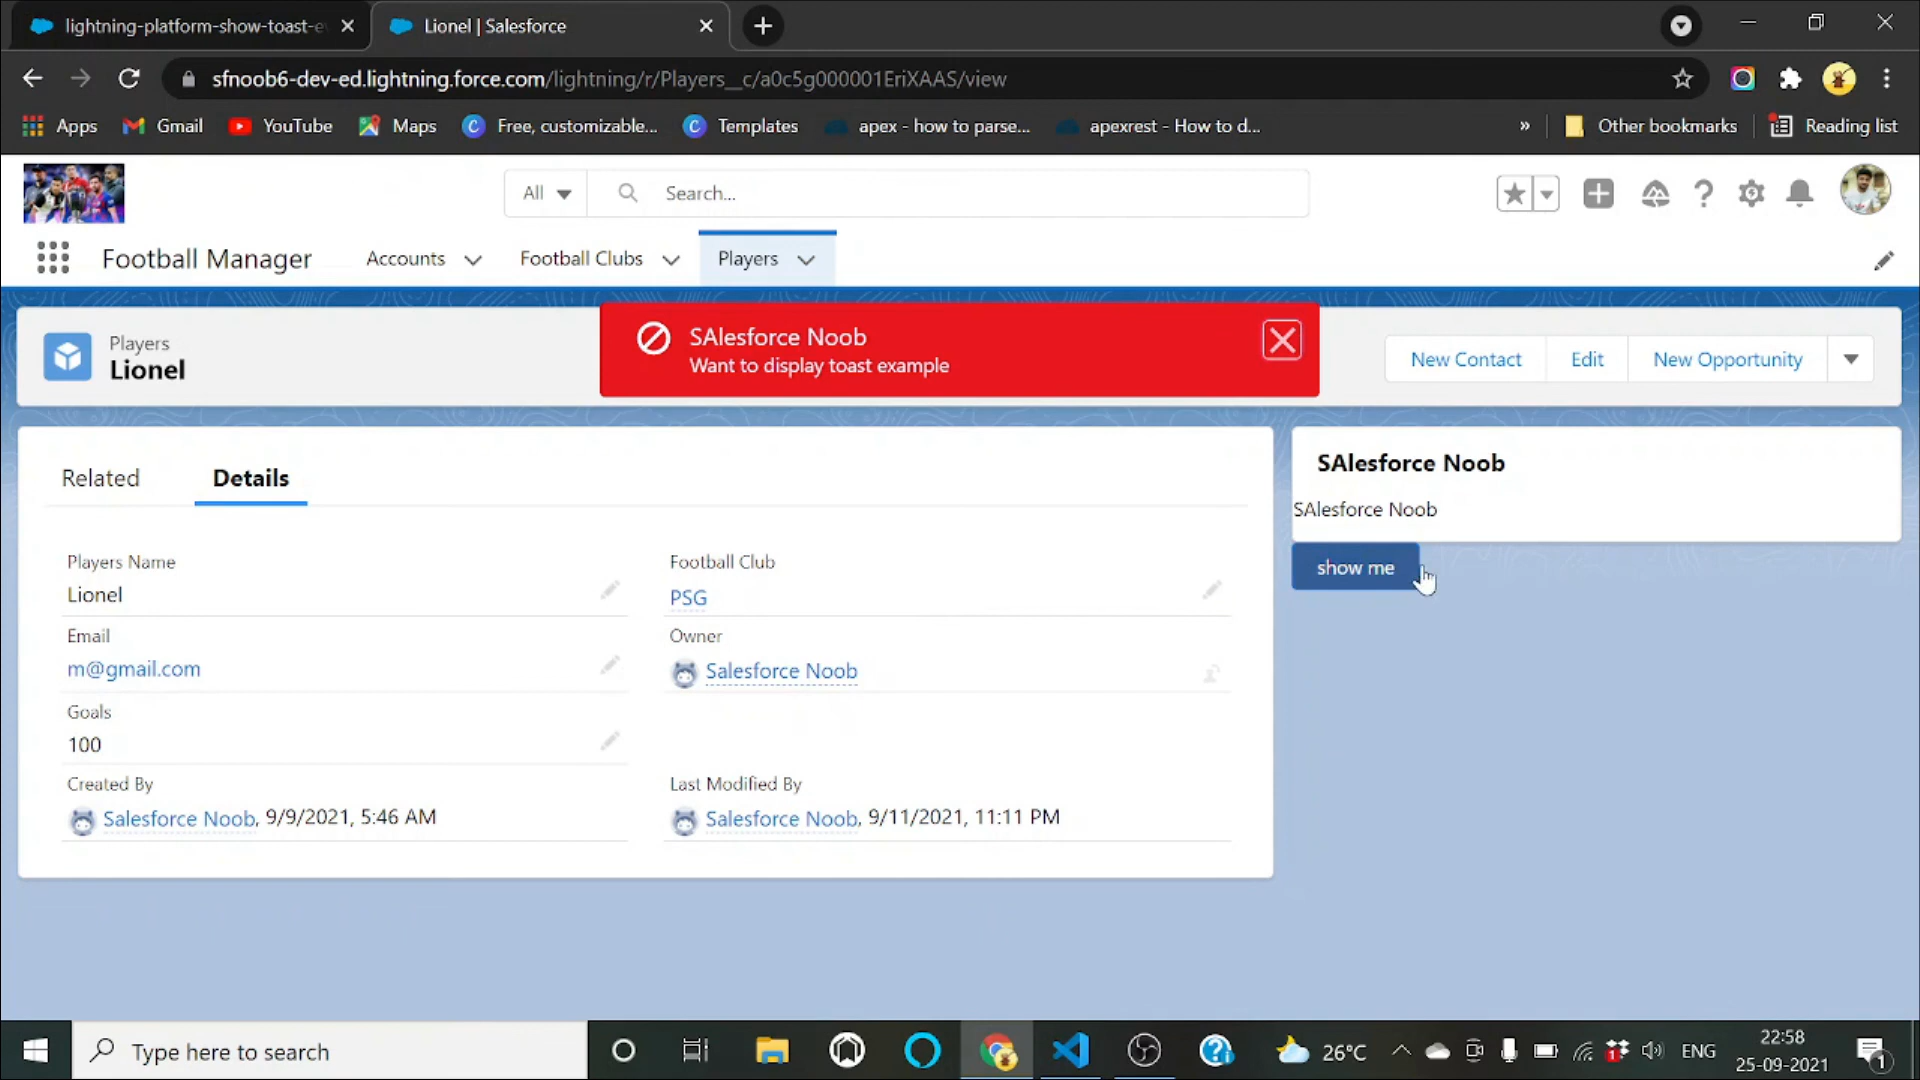 lightning-platform-show-toast-e
Lionel | Salesforce
sfnoob6-dev-ed.lightning.force.com/lightning/r/Players__c/a0c5g000001EriXAAS/view
Apps
Gmail
YouTube
Maps
Free, customizable...
Templates
apex - how to parse...
apexrest - How to d...
»
Other bookmarks
Reading list
All
Search...
Football Manager
Accounts
Football Clubs
Players
Players
Lionel
SAlesforce Noob
Want to display toast example
New Contact
Edit
New Opportunity
Related
Details
SAlesforce Noob
SAlesforce Noob
show me
Players Name
Lionel
Football Club
PSG
Email
m@gmail.com
Owner
Salesforce Noob
Goals
100
Created By
Salesforce Noob, 9/9/2021, 5:46 AM
Last Modified By
Salesforce Noob, 9/11/2021, 11:11 PM
Type here to search
26°C
ENG
22:58
25-09-2021
1